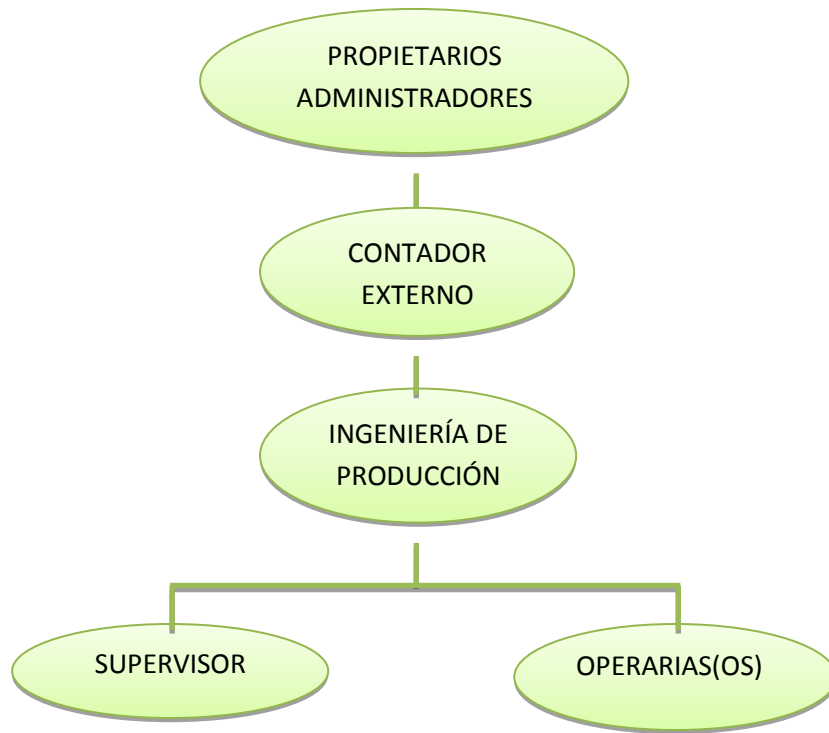 PROPIETARIOS
ADMINISTRADORES
CONTADOR
EXTERNO
INGENIERÍA DE
PRODUCCIÓN
SUPERVISOR
OPERARIAS(OS)